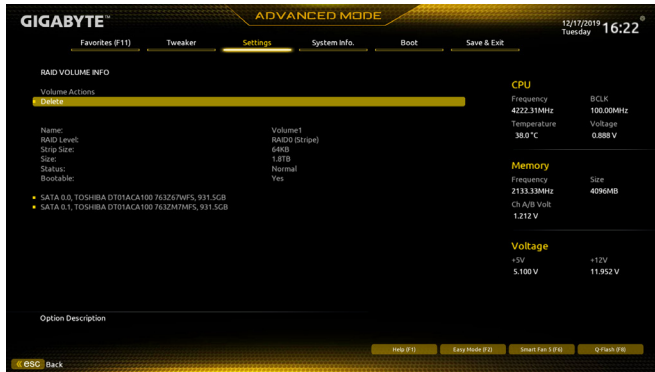 GIGABYTE™
ADVANCED MODE
12/17/2019 16:22
Tuesday
Favorites (F11) Tweaker Settings System Info. Boot Save & Exit
RAID VOLUME INFO
Volume Actions
Delete
Name: Volume1
RAID Level: RAID0 (Stripe)
Strip Size: 64KB
Size: 1.8TB
Status: Normal
Bootable: Yes
SATA 0.0, TOSHIBA DT01ACA100 763Z67WFS, 931.5GB
SATA 0.1, TOSHIBA DT01ACA100 763ZM7MFS, 931.5GB
CPU
Frequency BCLK
4222.31MHz 100.00MHz
Temperature Voltage
38.0 °C 0.888 V
Memory
Frequency Size
2133.33MHz 4096MB
Ch A/B Volt
1.212 V
Voltage
+5V +12V
5.100 V 11.952 V
Option Description
Help (F1) Easy Mode (F2) Smart Fan 5 (F6) Q-Flash (F8)
esc Back